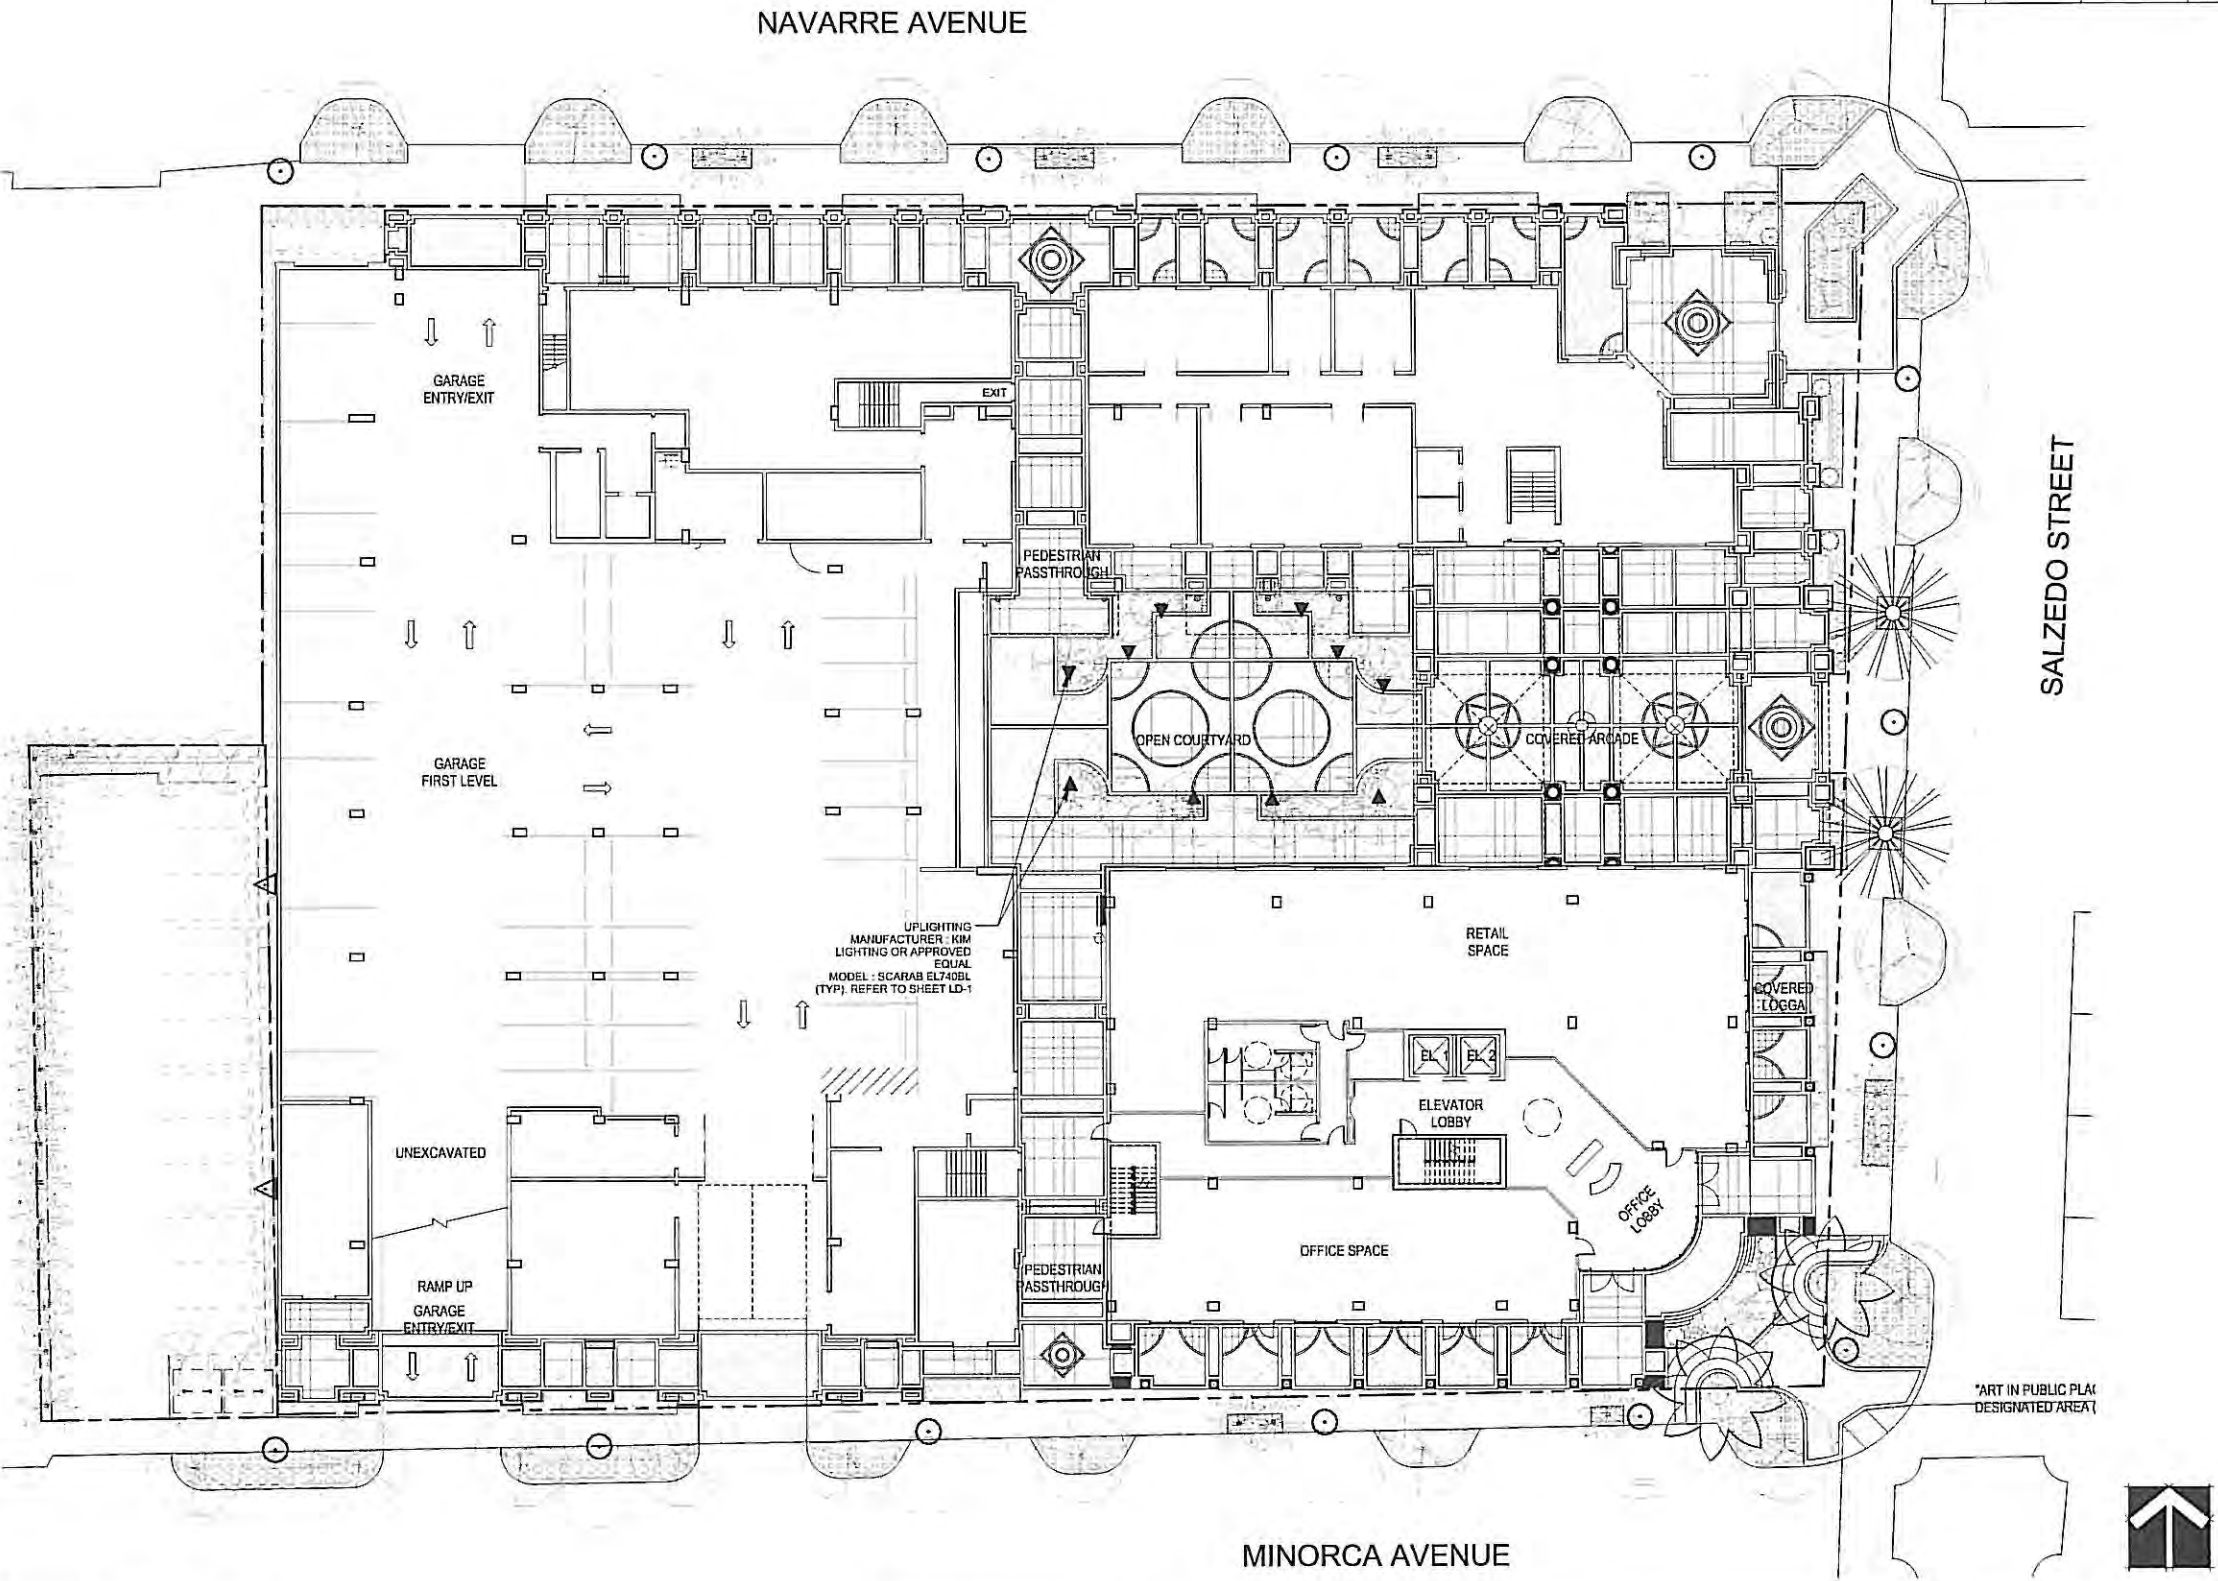 NAVARRE AVENUE
GARAGE
ENTRY/EXIT
EXIT
SALZEDO STREET
PEDESTRIAN
PASSTHROUGH
OPEN COURTYARD
COVERED ARCADE
GARAGE
FIRST LEVEL
UPLIGHTING
MANUFACTURER : KIM
LIGHTING OR APPROVED
EQUAL
MODEL : SCARAB EL740BL
(TYP). REFER TO SHEET LD-1
RETAIL
SPACE
COVERED
LOGGA
EL 1
EL 2
ELEVATOR
LOBBY
UNEXCAVATED
OFFICE
LOBBY
OFFICE SPACE
PEDESTRIAN
PASSTHROUGH
RAMP UP
GARAGE
ENTRY/EXIT
"ART IN PUBLIC PLAC
DESIGNATED AREA (
MINORCA AVENUE